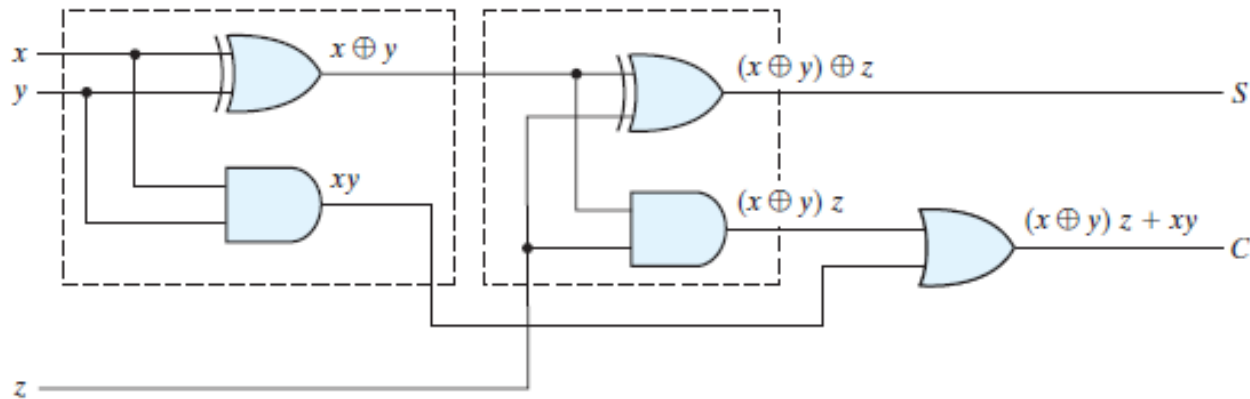 x
y
x ⊕ y
xy
(x ⊕ y) ⊕ z
S
(x ⊕ y) z
(x ⊕ y) z + xy
C
z